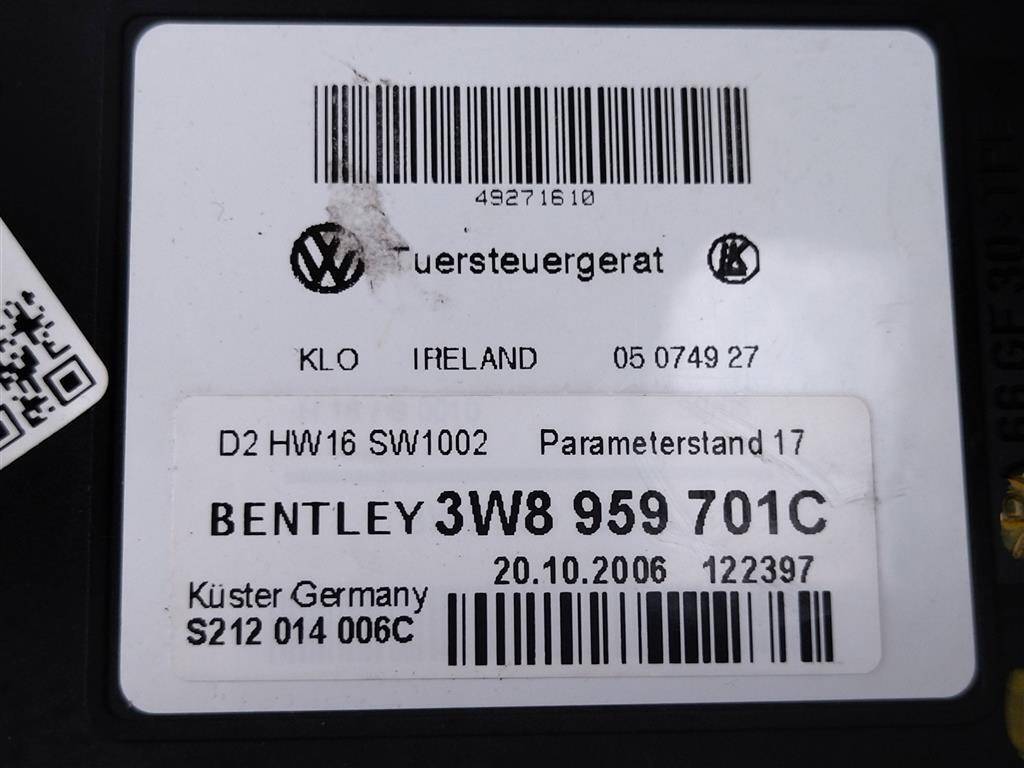 49271610
VW Tuersteuergerat K
KLO IRELAND 05 0749 27
D2 HW16 SW1002 Parameterstand 17
BENTLEY 3W8 959 701C
20.10.2006 122397
Küster Germany
S212 014 006C